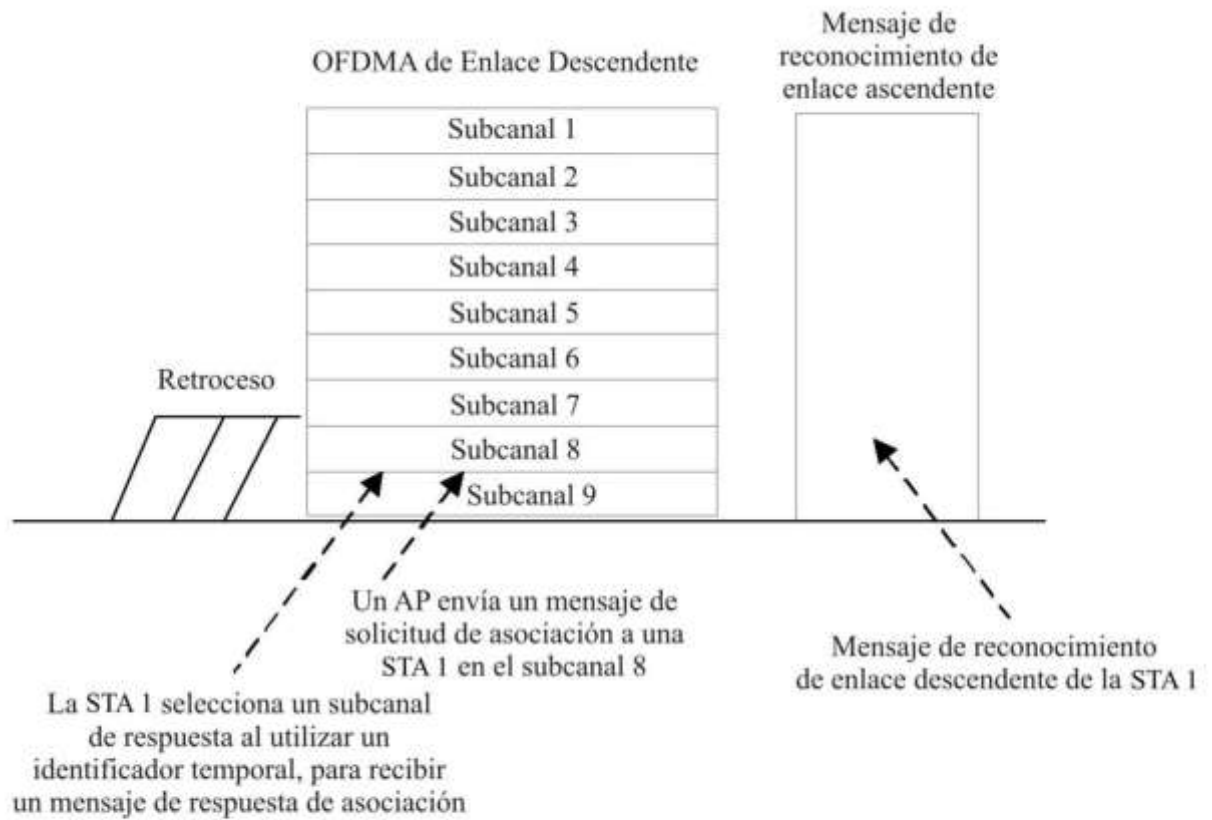 OFDMA de Enlace Descendente
Mensaje de
reconocimiento de
enlace ascendente
Subcanal 1
Subcanal 2
Subcanal 3
Subcanal 4
Subcanal 5
Subcanal 6
Subcanal 7
Subcanal 8
Subcanal 9
Retroceso
Un AP envía un mensaje de
solicitud de asociación a una
STA 1 en el subcanal 8
La STA 1 selecciona un subcanal
de respuesta al utilizar un
identificador temporal, para recibir
un mensaje de respuesta de asociación
Mensaje de reconocimiento
de enlace descendente de la STA 1